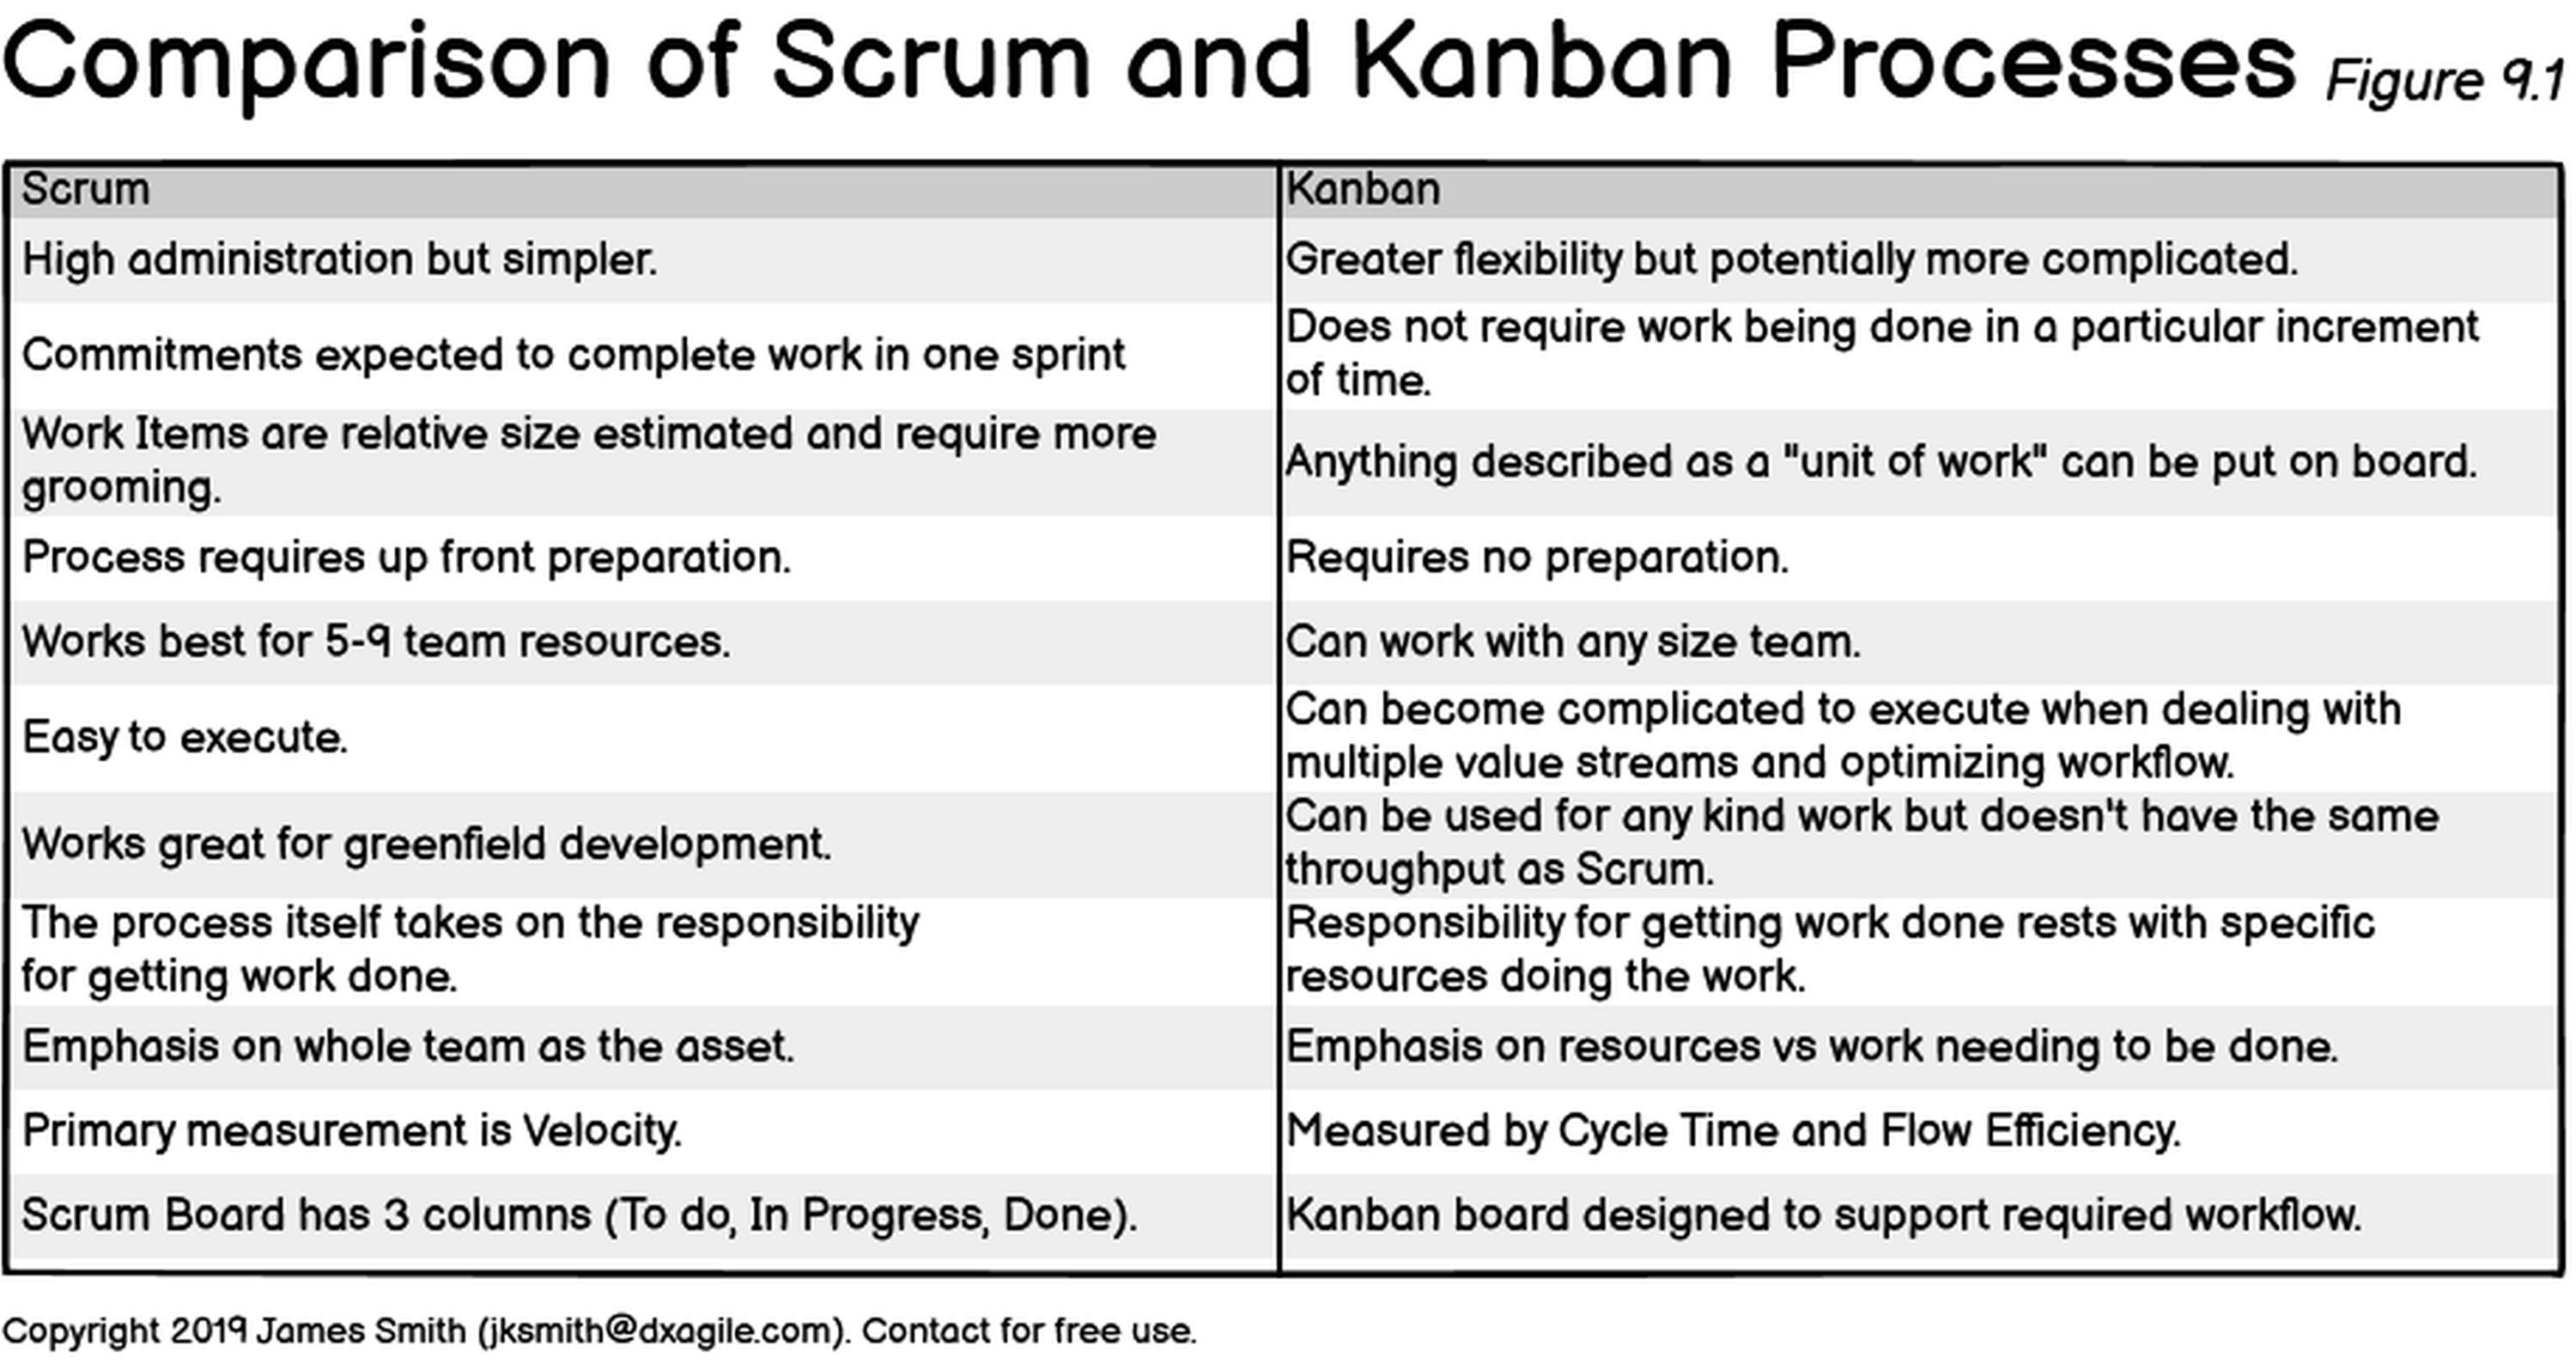 Comparison of Scrum and Kanban Processes Figure 9.1
Scrum
Kanban
High administration but simpler.
Greater flexibility but potentially more complicated.
Commitments expected to complete work in one sprint
Does not require work being done in a particular increment
of time.
Work Items are relative size estimated and require more
grooming.
Anything described as a "unit of work" can be put on board.
Process requires up front preparation.
Requires no preparation.
Works best for 5-9 team resources.
Can work with any size team.
Easy to execute.
Can become complicated to execute when dealing with
multiple value streams and optimizing workflow.
Works great for greenfield development.
Can be used for any kind work but doesn't have the same
throughput as Scrum.
The process itself takes on the responsibility
for getting work done.
Responsibility for getting work done rests with specific
resources doing the work.
Emphasis on whole team as the asset.
Emphasis on resources vs work needing to be done.
Primary measurement is Velocity.
Measured by Cycle Time and Flow Efficiency.
Scrum Board has 3 columns (To do, In Progress, Done).
Kanban board designed to support required workflow.
Copyright 2019 James Smith (jksmith@dxagile.com). Contact for free use.